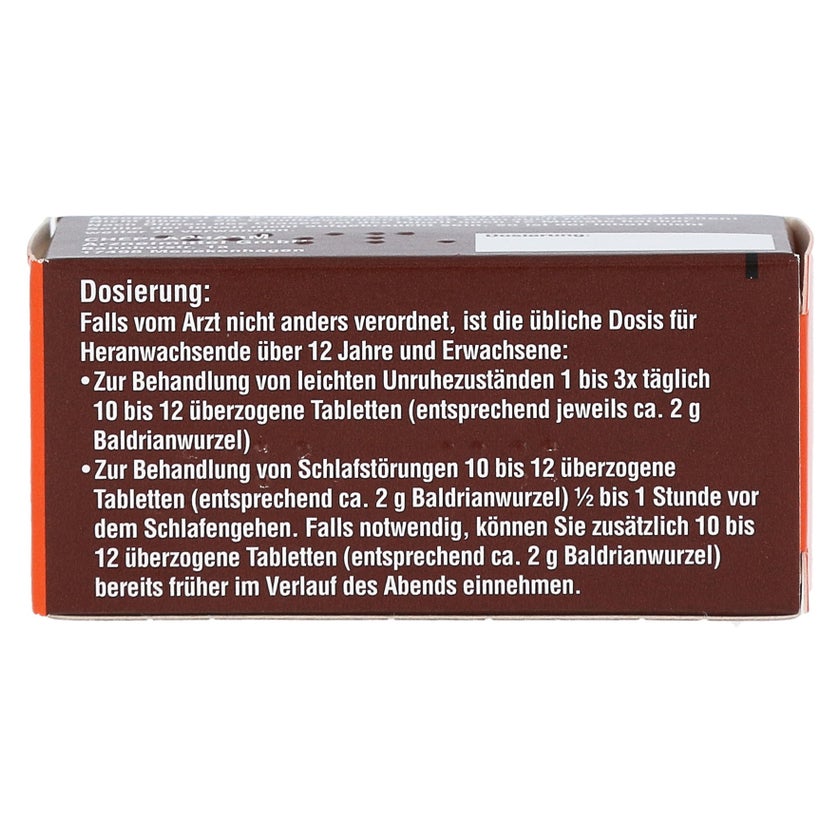 Dosierung:
Dosierung:
Falls vom Arzt nicht anders verordnet, ist die übliche Dosis für
Heranwachsende über 12 Jahre und Erwachsene:
• Zur Behandlung von leichten Unruhezuständen 1 bis 3x täglich
10 bis 12 überzogene Tabletten (entsprechend jeweils ca. 2 g
Baldrianwurzel)
• Zur Behandlung von Schlafstörungen 10 bis 12 überzogene
Tabletten (entsprechend ca. 2 g Baldrianwurzel) ½ bis 1 Stunde vor
dem Schlafengehen. Falls notwendig, können Sie zusätzlich 10 bis
12 überzogene Tabletten (entsprechend ca. 2 g Baldrianwurzel)
bereits früher im Verlauf des Abends einnehmen.